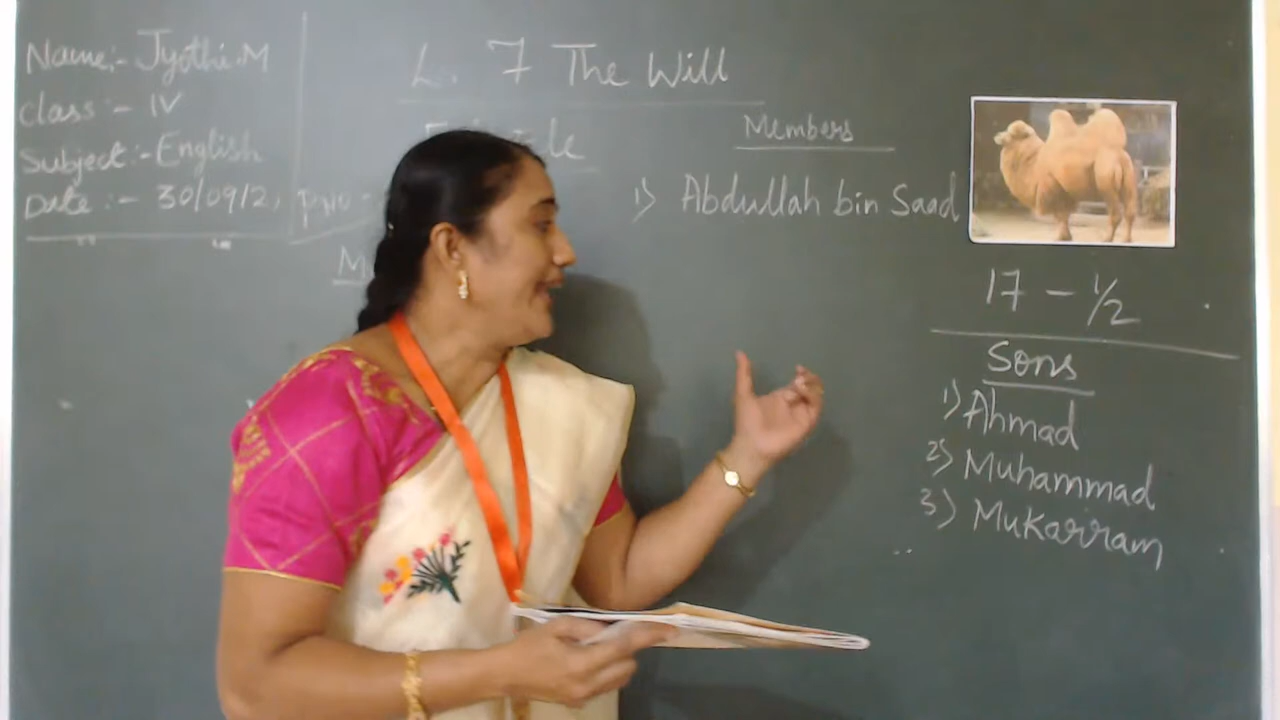 Name:- Jyothi.M
Class:- IV
Subject:- English
Date:- 30/09/2
L. 7 The Will
Members
1) Abdullah bin Saad
17 - 1/2
Sons
1) Ahmad
2) Muhammad
3) Mukarram